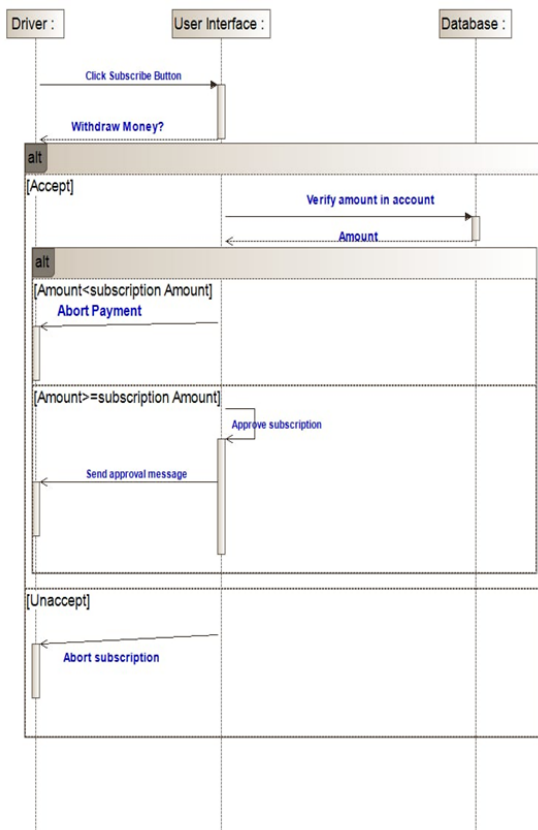 Driver :
User Interface :
Database :
Click Subscribe Button
Withdraw Money?
alt
[Accept]
Verify amount in account
Amount
alt
[Amount<subscription Amount]
Abort Payment
[Amount>=subscription Amount]
Approve subscription
Send approval message
[Unaccept]
Abort subscription